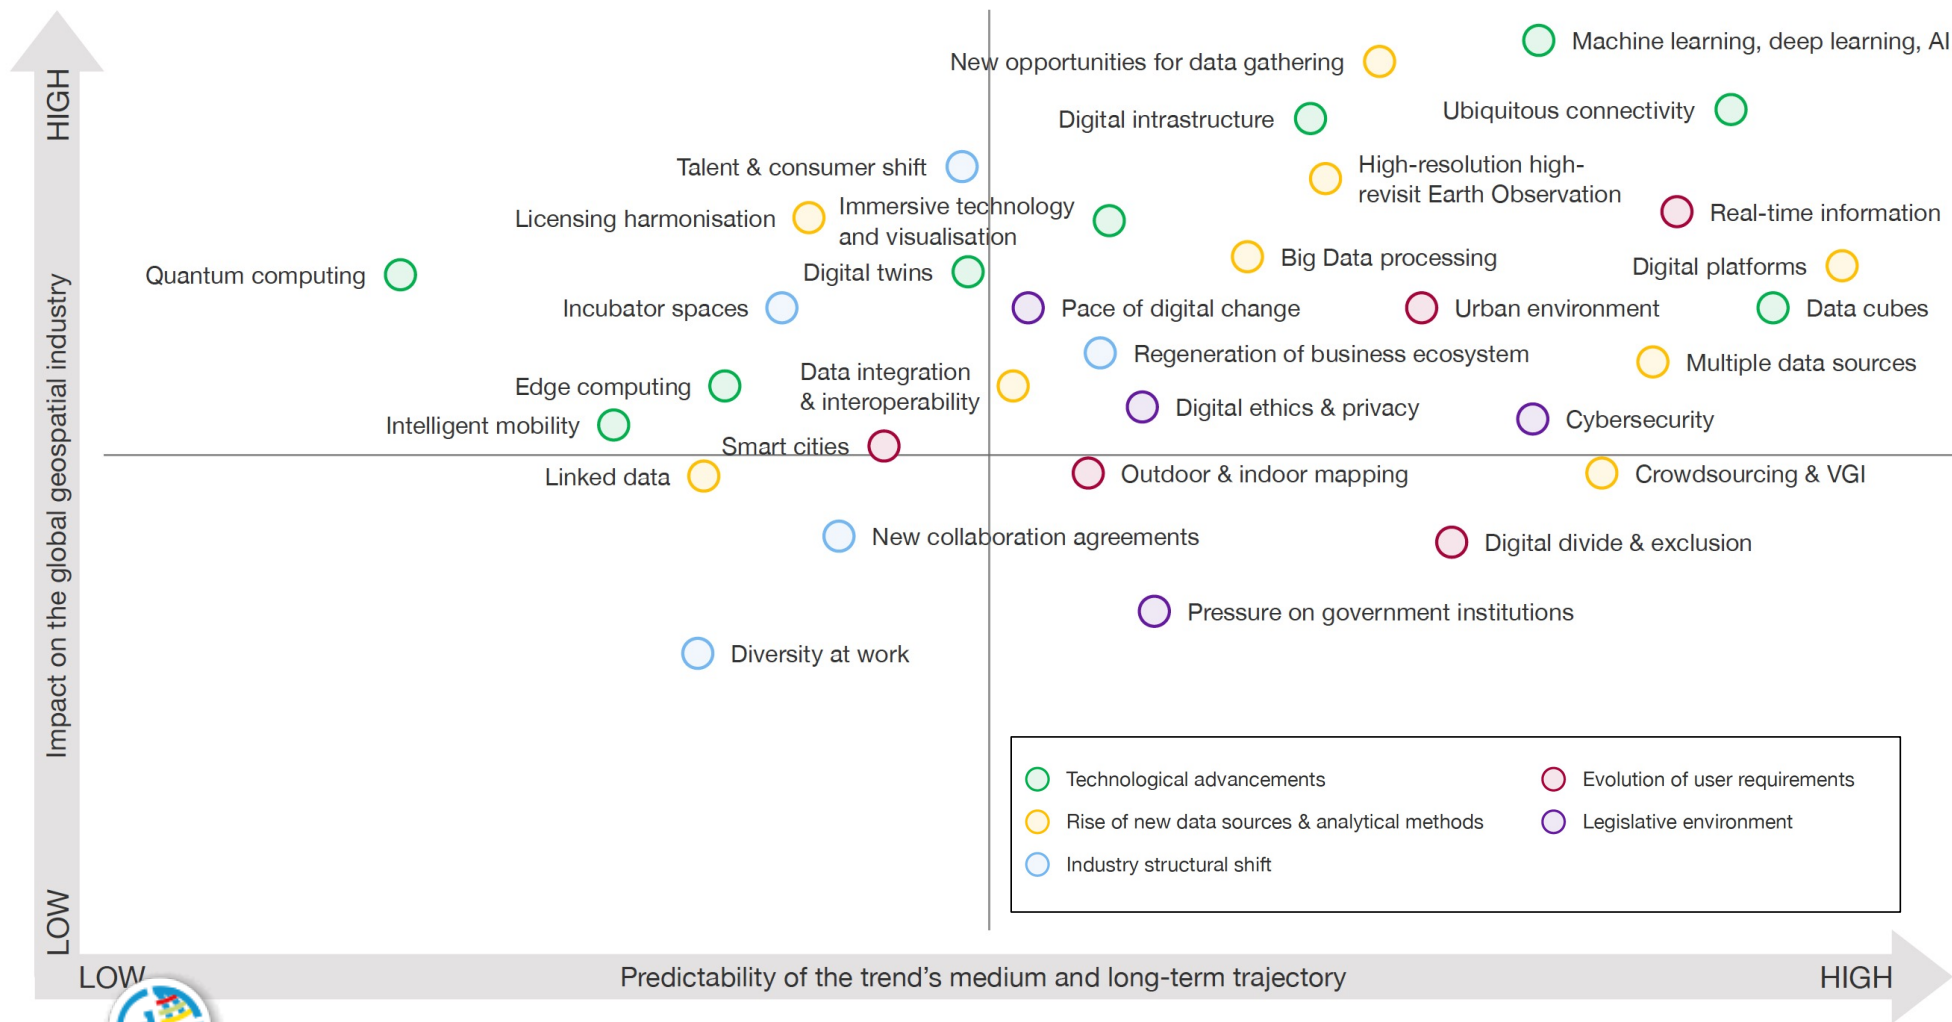 HIGH
Impact on the global geospatial industry
LOW
Machine learning, deep learning, AI
New opportunities for data gathering
Digital intrastructure
Ubiquitous connectivity
Talent & consumer shift
High-resolution high-
revisit Earth Observation
Licensing harmonisation
Immersive technology
and visualisation
Real-time information
Quantum computing
Digital twins
Big Data processing
Digital platforms
Incubator spaces
Pace of digital change
Urban environment
Data cubes
Regeneration of business ecosystem
Multiple data sources
Edge computing
Data integration
& interoperability
Digital ethics & privacy
Cybersecurity
Intelligent mobility
Smart cities
Linked data
Outdoor & indoor mapping
Crowdsourcing & VGI
New collaboration agreements
Digital divide & exclusion
Pressure on government institutions
Diversity at work
Technological advancements
Rise of new data sources & analytical methods
Industry structural shift
Evolution of user requirements
Legislative environment
LOW
Predictability of the trend’s medium and long-term trajectory
HIGH